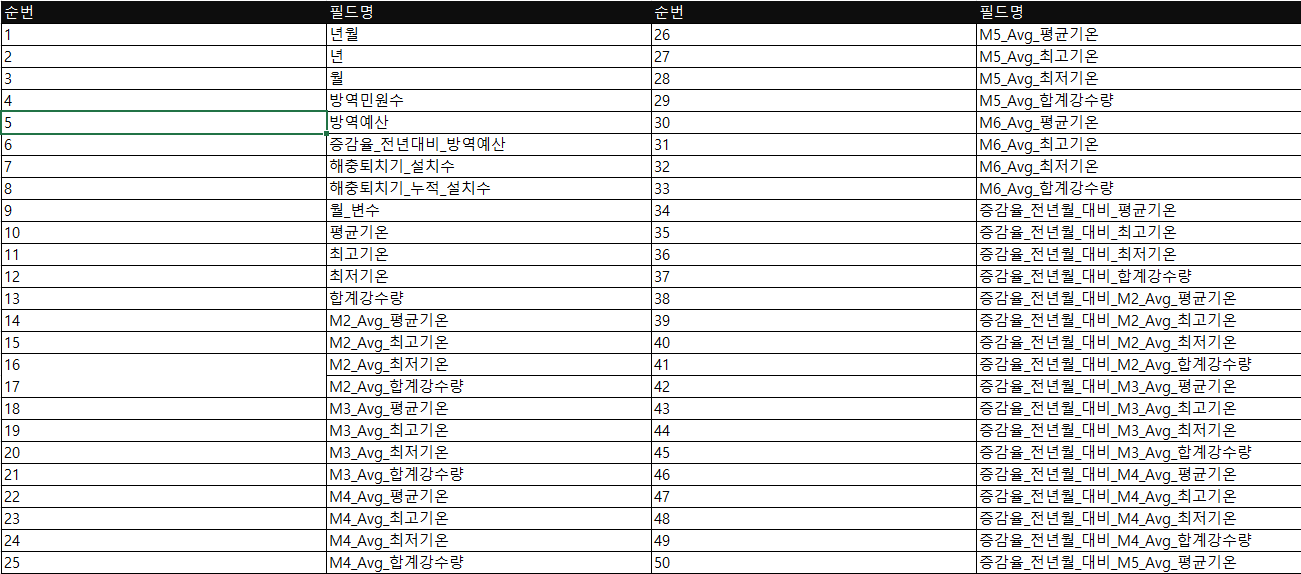 순번 필드명 순번 필드명
1 년월 26 M5_Avg_평균기온
2 년 27 M5_Avg_최고기온
3 월 28 M5_Avg_최저기온
4 방역민원수 29 M5_Avg_합계강수량
5 방역예산 30 M6_Avg_평균기온
6 증감율_전년대비_방역예산 31 M6_Avg_최고기온
7 해충퇴치기_설치수 32 M6_Avg_최저기온
8 해충퇴치기_누적_설치수 33 M6_Avg_합계강수량
9 월_변수 34 증감율_전년월_대비_평균기온
10 평균기온 35 증감율_전년월_대비_최고기온
11 최고기온 36 증감율_전년월_대비_최저기온
12 최저기온 37 증감율_전년월_대비_합계강수량
13 합계강수량 38 증감율_전년월_대비_M2_Avg_평균기온
14 M2_Avg_평균기온 39 증감율_전년월_대비_M2_Avg_최고기온
15 M2_Avg_최고기온 40 증감율_전년월_대비_M2_Avg_최저기온
16 M2_Avg_최저기온 41 증감율_전년월_대비_M2_Avg_합계강수량
17 M2_Avg_합계강수량 42 증감율_전년월_대비_M3_Avg_평균기온
18 M3_Avg_평균기온 43 증감율_전년월_대비_M3_Avg_최고기온
19 M3_Avg_최고기온 44 증감율_전년월_대비_M3_Avg_최저기온
20 M3_Avg_최저기온 45 증감율_전년월_대비_M3_Avg_합계강수량
21 M3_Avg_합계강수량 46 증감율_전년월_대비_M4_Avg_평균기온
22 M4_Avg_평균기온 47 증감율_전년월_대비_M4_Avg_최고기온
23 M4_Avg_최고기온 48 증감율_전년월_대비_M4_Avg_최저기온
24 M4_Avg_최저기온 49 증감율_전년월_대비_M4_Avg_합계강수량
25 M4_Avg_합계강수량 50 증감율_전년월_대비_M5_Avg_평균기온